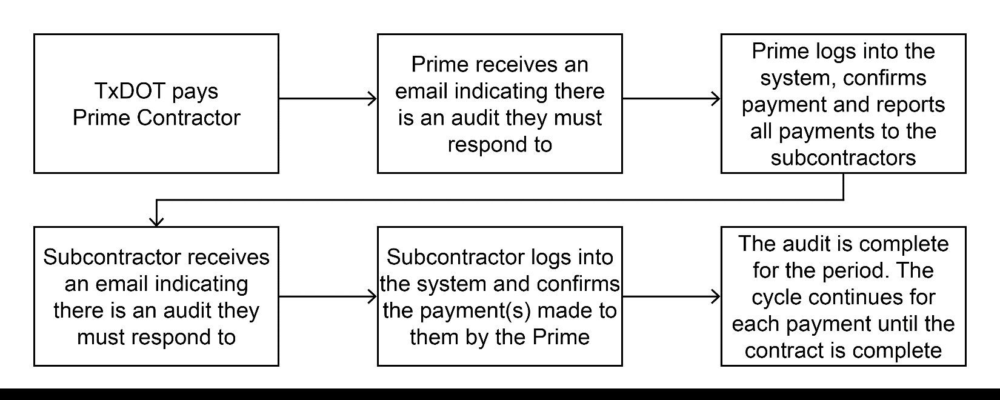 TxDOT pays
Prime Contractor
Prime receives an
email indicating there
is an audit they must
respond to
Prime logs into the
system, confirms
payment and reports
all payments to the
subcontractors
Subcontractor receives
an email indicating
there is an audit they
must respond to
Subcontractor logs into
the system and confirms
the payment(s) made to
them by the Prime
The audit is complete
for the period. The
cycle continues for
each payment until the
contract is complete